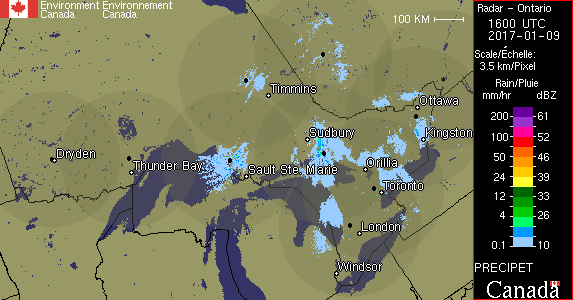 Environment Environnement
Canada Canada
100 KM
Radar - Ontario
1600 UTC
2017-01-09
Scale/Échelle:
3.5 km/Pixel
Rain/Pluie
mm/hr dBZ
200 61
100 52
50 46
24 39
12 33
4 26
1 20
0.1 10
PRECIPET
Canada
Timmins
Ottawa
Sudbury
Kingston
Dryden
Thunder Bay
Sault Ste. Marie
Orillia
Toronto
London
Windsor